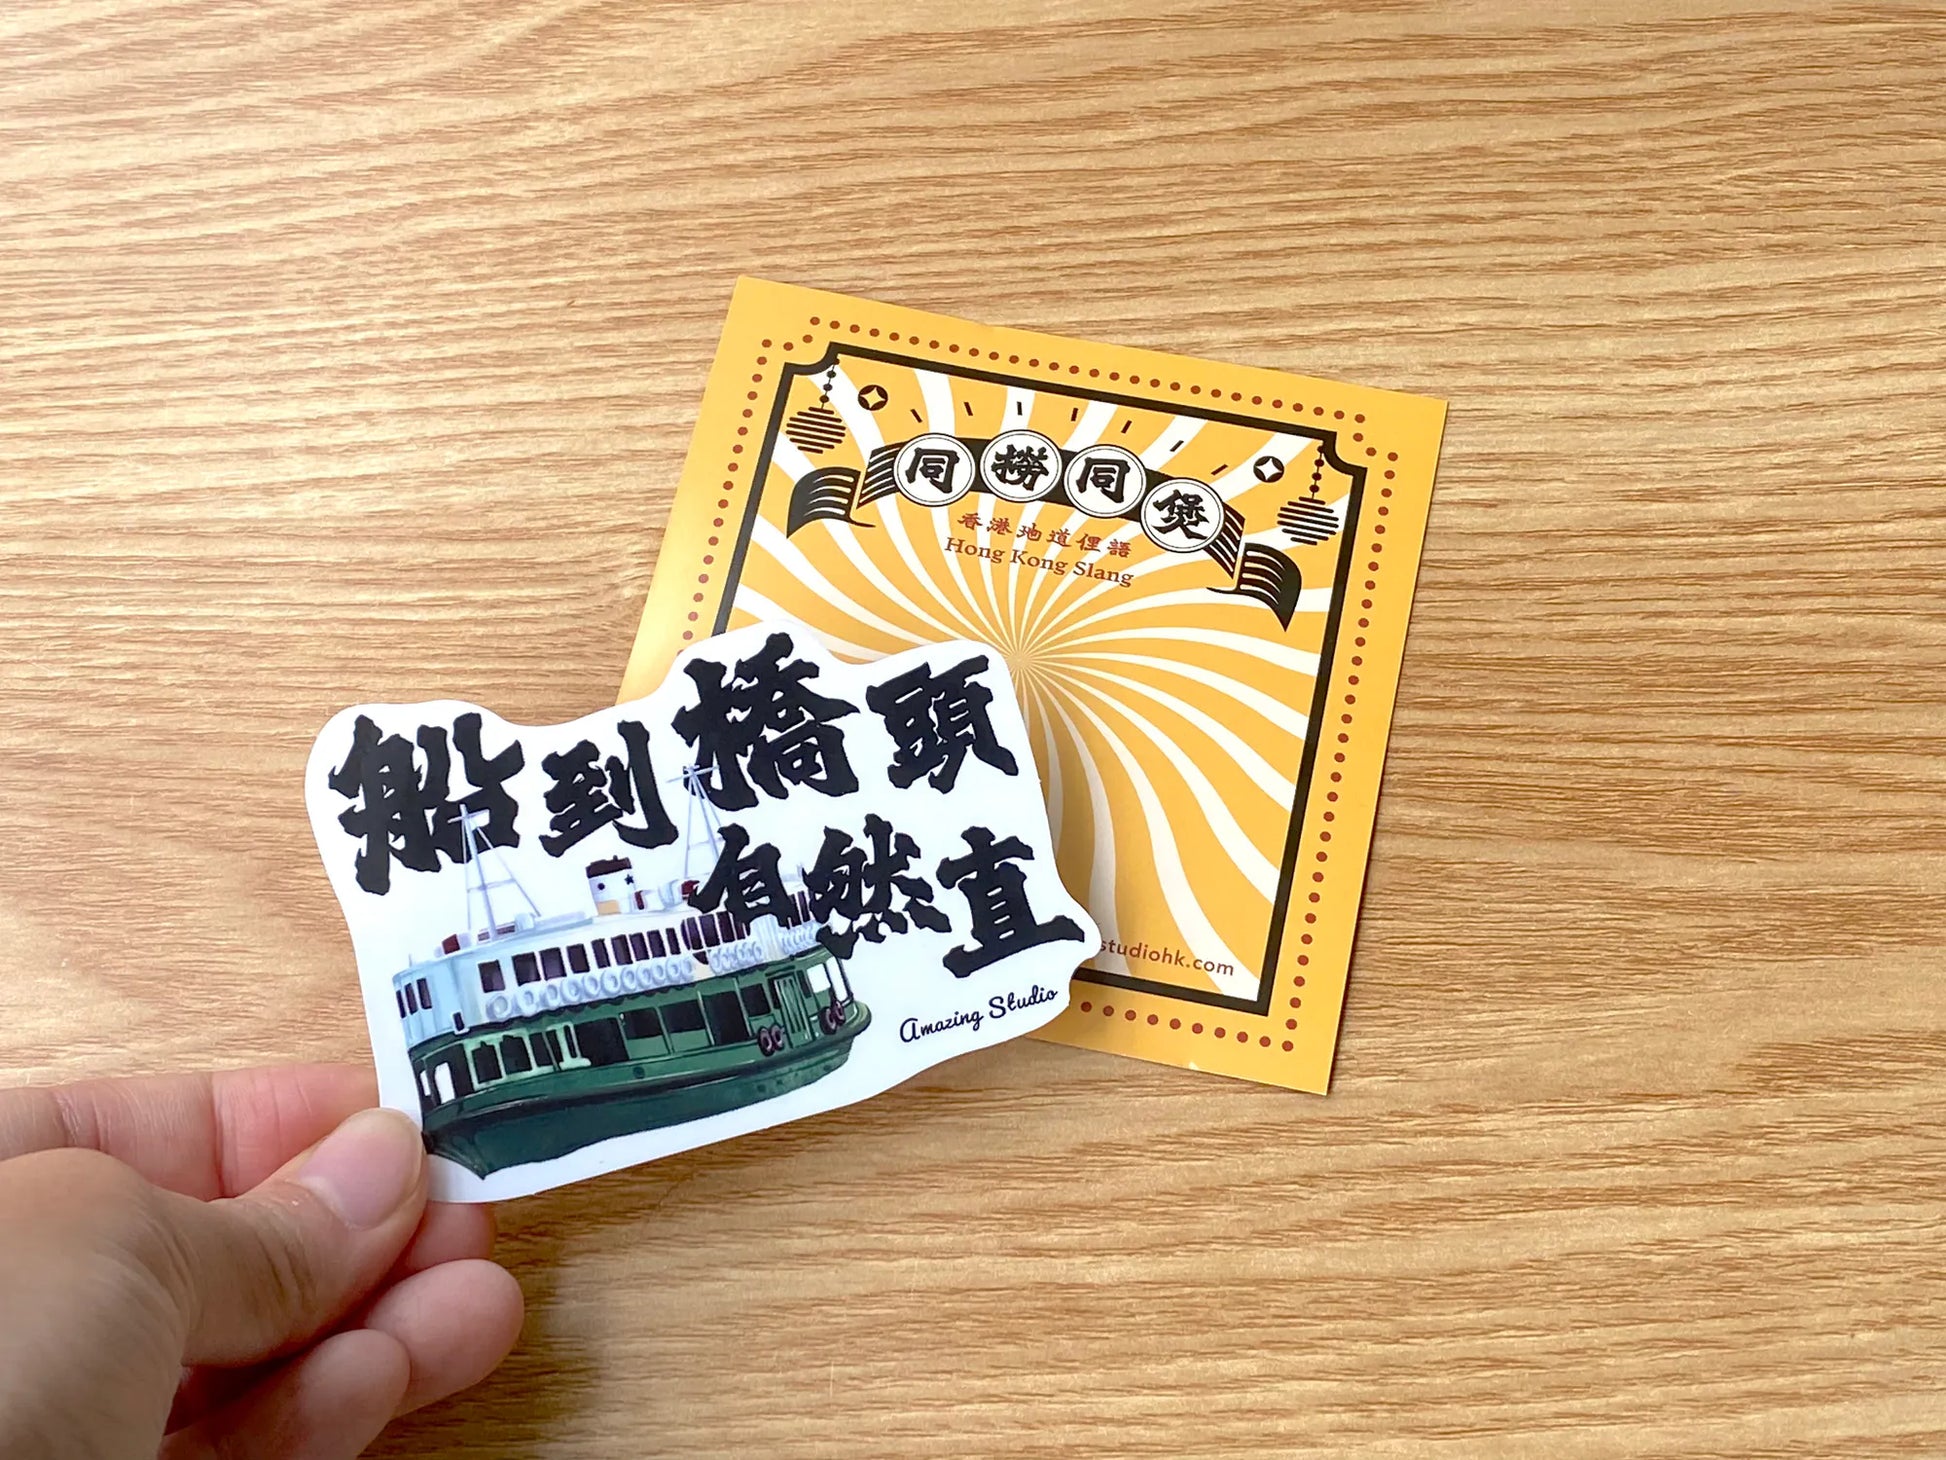 同撈同煲
香港地道俚語
Hong Kong Slang
船到橋頭
自然直
Amazing Studio
studiohk.com